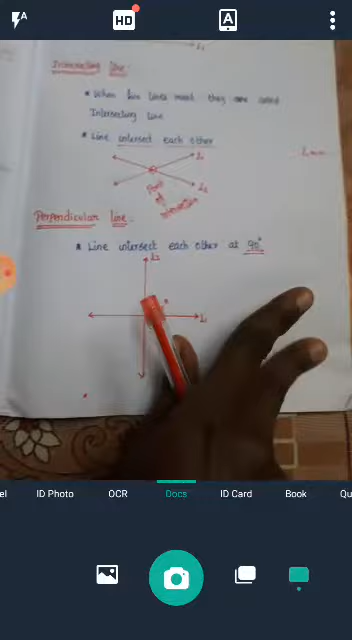 HD
A
L1
Intersecting line:
* When two lines meet they are called
Intersecting line
* Line intersect each other
L1
L2
Point
of
intersection
Perpendicular line:
* Line intersect each other at 90°
L2
L1
ID Photo
OCR
Docs
ID Card
Book